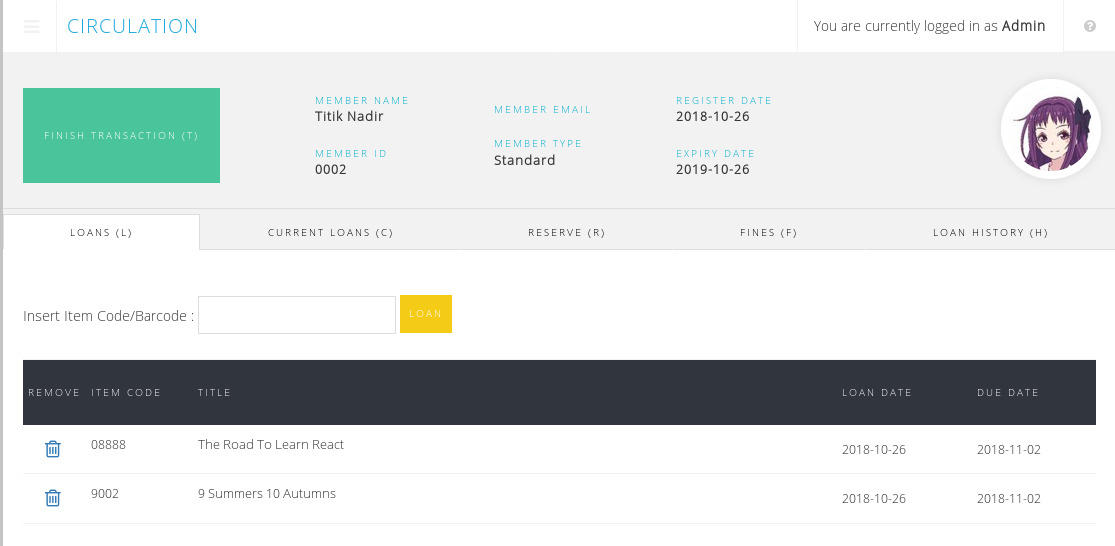 CIRCULATION
You are currently logged in as Admin
FINISH TRANSACTION (T)
MEMBER NAME
Titik Nadir
MEMBER ID
0002
MEMBER EMAIL
MEMBER TYPE
Standard
REGISTER DATE
2018-10-26
EXPIRY DATE
2019-10-26
LOANS (L)
CURRENT LOANS (C)
RESERVE (R)
FINES (F)
LOAN HISTORY (H)
Insert Item Code/Barcode :
LOAN
REMOVE ITEM CODE TITLE LOAN DATE DUE DATE
08888 The Road To Learn React 2018-10-26 2018-11-02
9002 9 Summers 10 Autumns 2018-10-26 2018-11-02